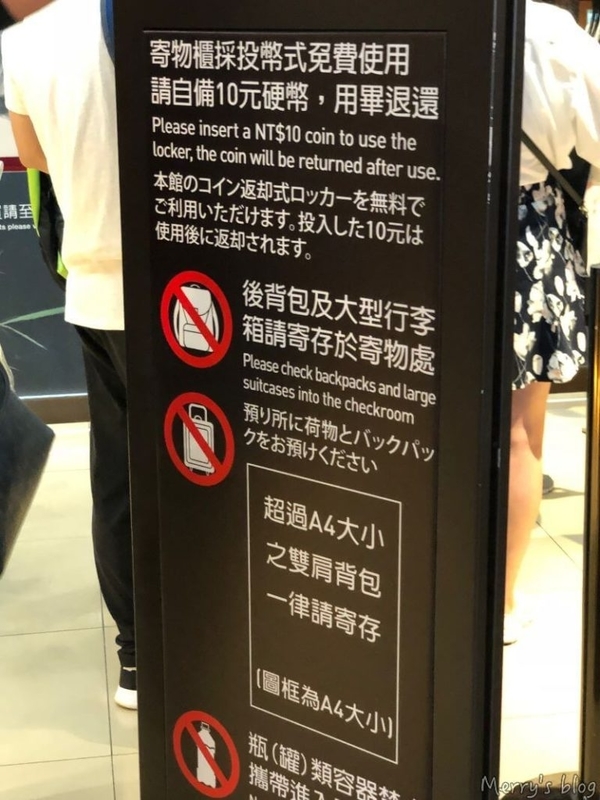 寄物櫃採投幣式免費使用
請自備10元硬幣，用畢退還
Please insert a NT$10 coin to use the
locker, the coin will be returned after use.
本館のコイン返却式ロッカーを無料で
ご利用いただけます。投入した10元は
使用後に返却されます。
後背包及大型行李
箱請寄存於寄物處
Please check backpacks and large
suitcases into the checkroom
預り所に荷物とバックパッ
クをお預けください
超過A4大小
之雙肩背包
一律請寄存
(圖框為A4大小)
瓶(罐)類容器禁
攜帶進入
請至
please
Merry's blog